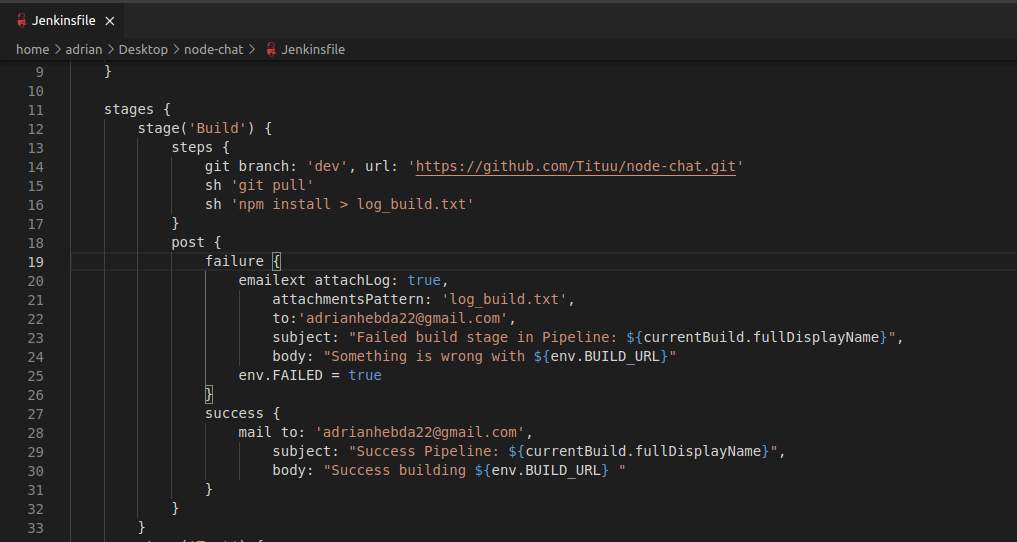 Jenkinsfile ×
home > adrian > Desktop > node-chat > Jenkinsfile
9 }
10
11 stages {
12 stage('Build') {
13 steps {
14 git branch: 'dev', url: 'https://github.com/Tituu/node-chat.git'
15 sh 'git pull'
16 sh 'npm install > log_build.txt'
17 }
18 post {
19 failure {
20 emailext attachLog: true,
21 attachmentsPattern: 'log_build.txt',
22 to:'adrianhebda22@gmail.com',
23 subject: "Failed build stage in Pipeline: ${currentBuild.fullDisplayName}",
24 body: "Something is wrong with ${env.BUILD_URL}"
25 env.FAILED = true
26 }
27 success {
28 mail to: 'adrianhebda22@gmail.com',
29 subject: "Success Pipeline: ${currentBuild.fullDisplayName}",
30 body: "Success building ${env.BUILD_URL} "
31 }
32 }
33 }